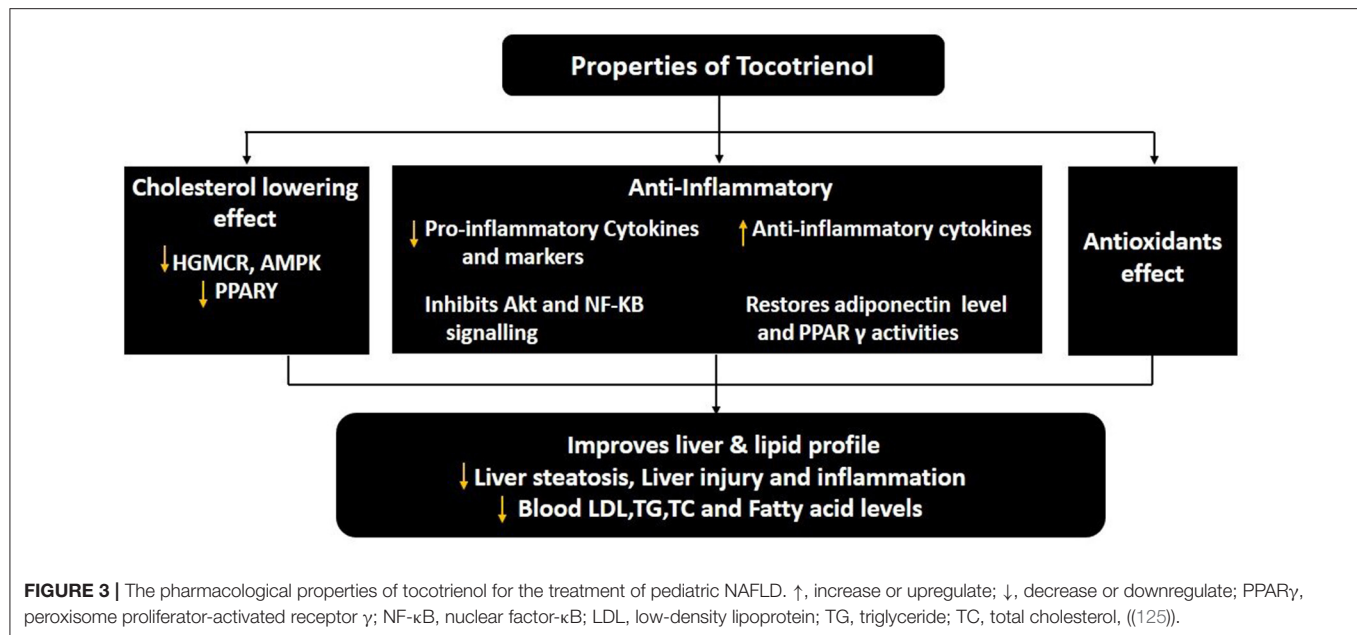 Properties of Tocotrienol
Cholesterol lowering
effect
↓HGMCR, AMPK
↓ PPARY
Anti-Inflammatory
↓ Pro-inflammatory Cytokines
and markers
↑ Anti-inflammatory cytokines
Inhibits Akt and NF-KB
signalling
Restores adiponectin level
and PPAR γ activities
Antioxidants
effect
Improves liver & lipid profile
↓ Liver steatosis, Liver injury and inflammation
↓ Blood LDL,TG,TC and Fatty acid levels
FIGURE 3 | The pharmacological properties of tocotrienol for the treatment of pediatric NAFLD. ↑, increase or upregulate; ↓, decrease or downregulate; PPARγ,
peroxisome proliferator-activated receptor γ; NF-κB, nuclear factor-κB; LDL, low-density lipoprotein; TG, triglyceride; TC, total cholesterol, ((125)).